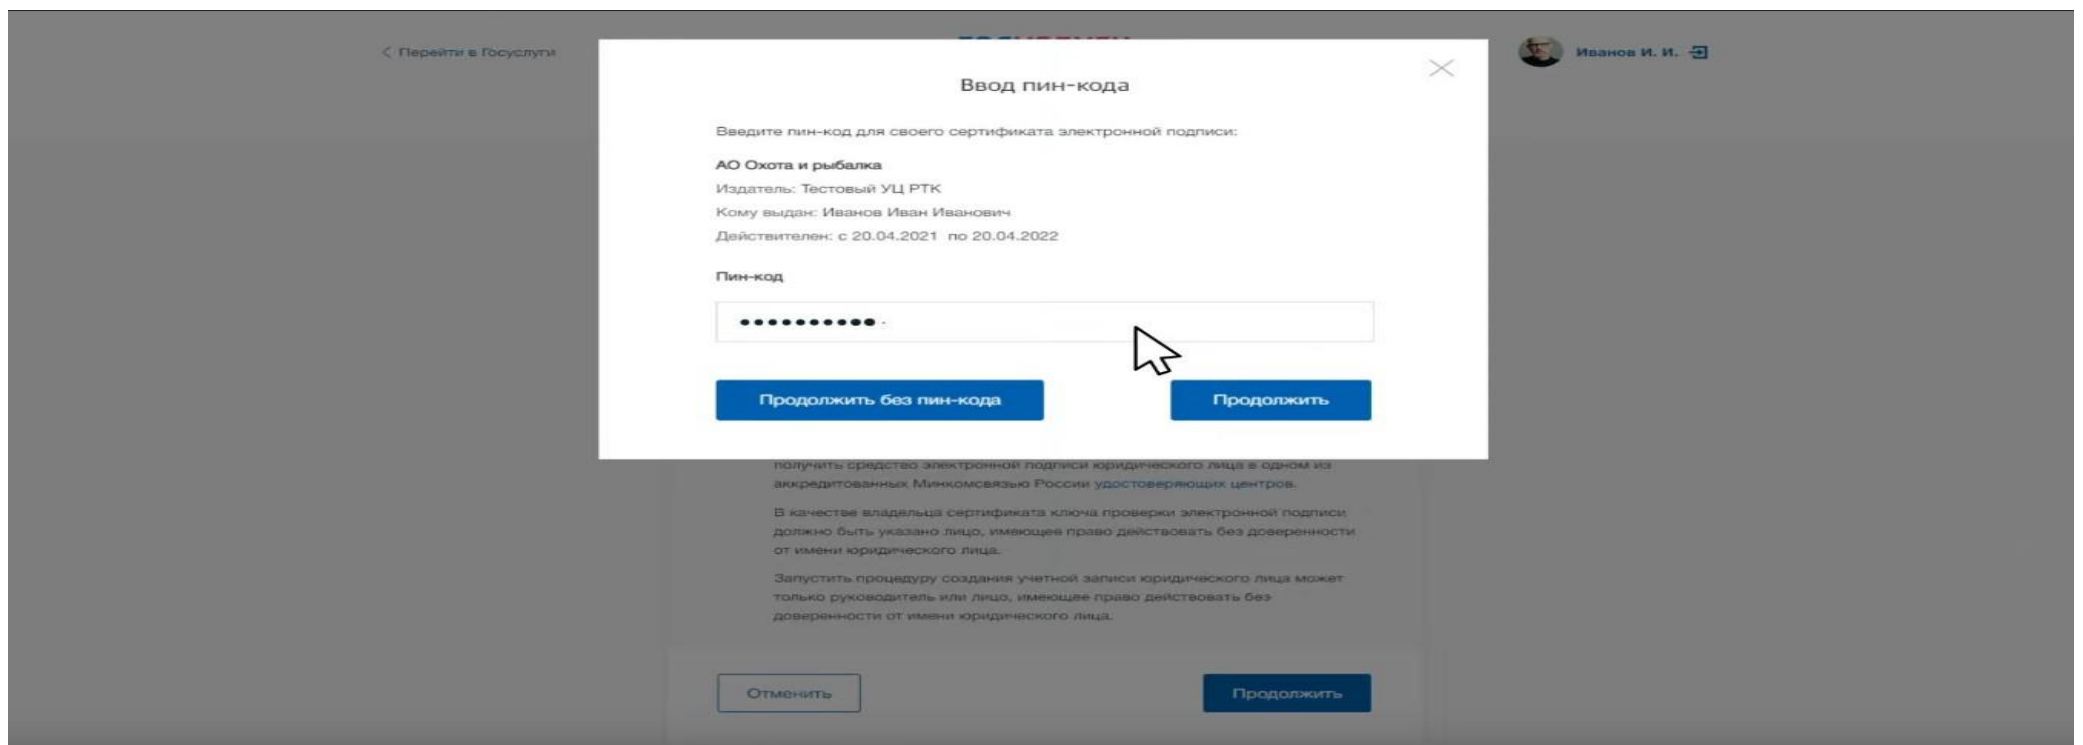 Перейти в Госуслуги
Иванов И. И.
Ввод пин-кода
Введите пин-код для своего сертификата электронной подписи:
АО Охота и рыбалка
Издатель: Тестовый УЦ РТК
Кому выдан: Иванов Иван Иванович
Действителен: с 20.04.2021 по 20.04.2022
Пин-код
Продолжить без пин-кода
Продолжить
получить средство электронной подписи юридического лица в одном из
аккредитованных Минкомсвязью России удостоверяющих центров.
В качестве владельца сертификата ключа проверки электронной подписи
должно быть указано лицо, имеющее право действовать без доверенности
от имени юридического лица.
Запустить процедуру создания учетной записи юридического лица может
только руководитель или лицо, имеющее право действовать без
доверенности от имени юридического лица.
Отменить
Продолжить